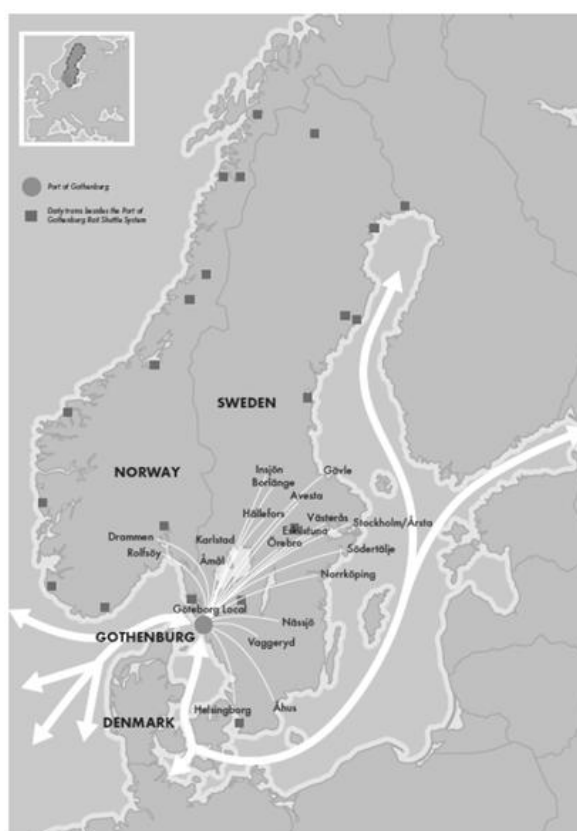 Port of Gothenburg
Daily trains besides the Port of
Gothenburg Rail Shuttle System
SWEDEN
NORWAY
Insjön
Borlänge
Gävle
Avesta
Hällefors
Västerås
Stockholm/Årsta
Eskilstuna
Örebro
Karlstad
Drammen
Rolfsöy
Åmål
Södertälje
Norrköping
Göteborg Local
GOTHENBURG
Nässjö
Vaggeryd
DENMARK
Helsingborg
Åhus